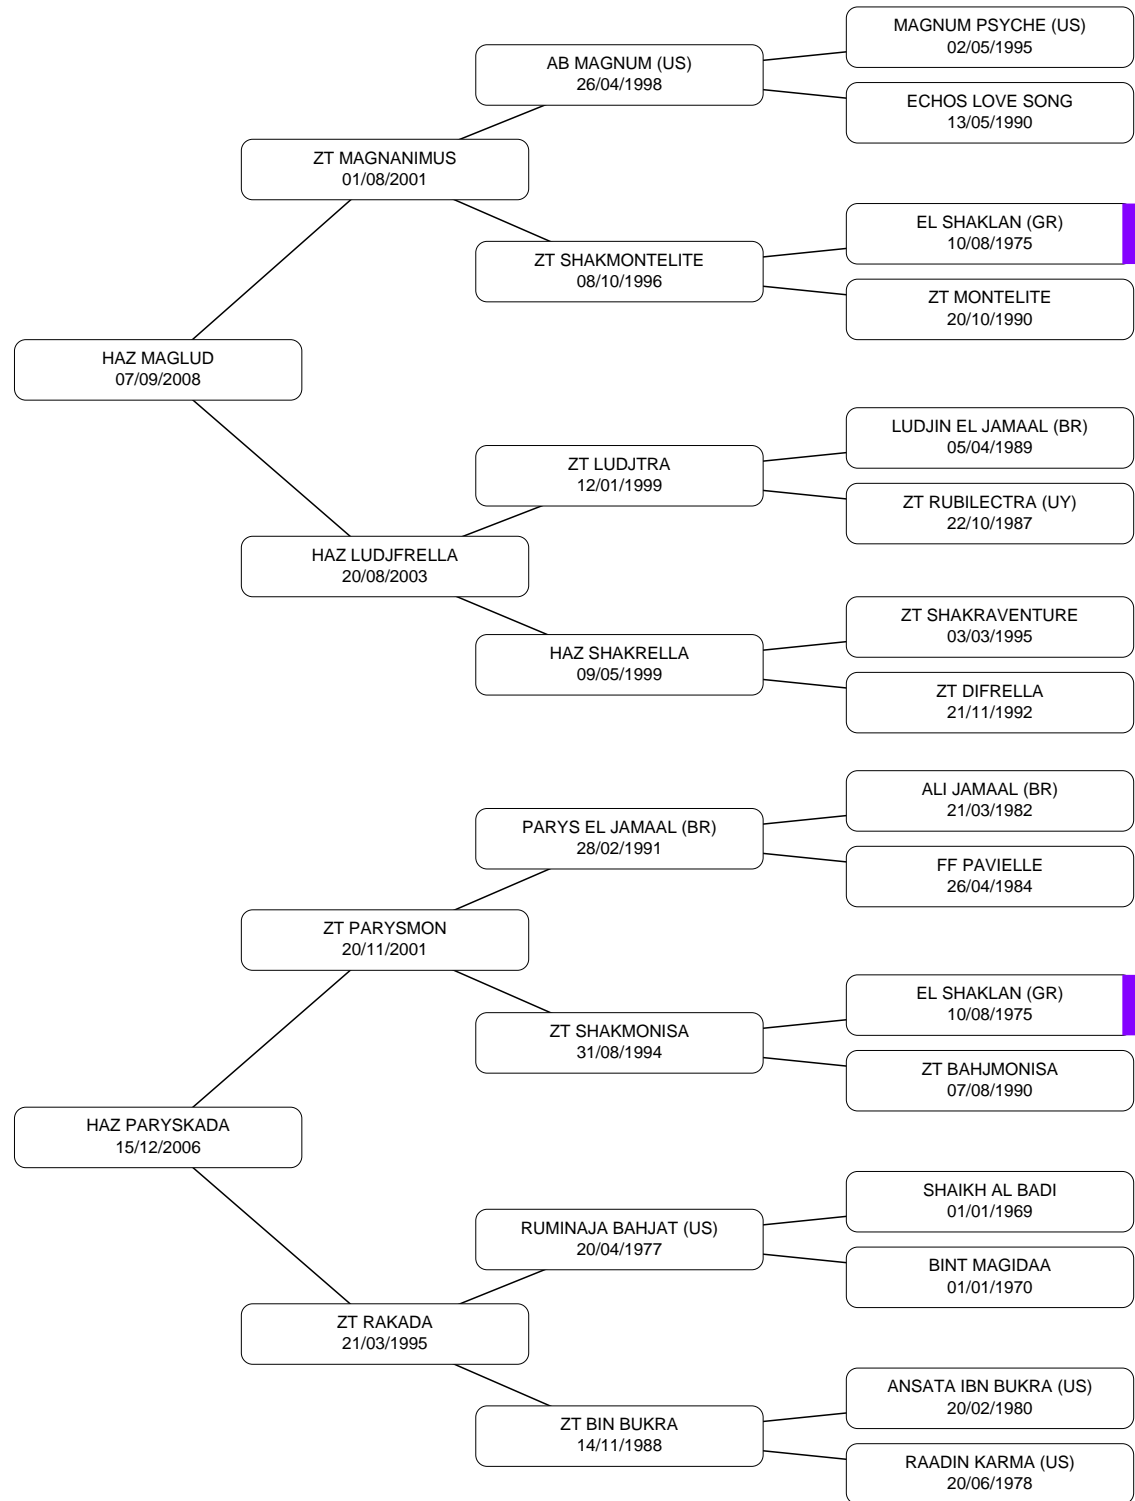 MAGNUM PSYCHE (US)
02/05/1995
AB MAGNUM (US)
26/04/1998
ECHOS LOVE SONG
13/05/1990
ZT MAGNANIMUS
01/08/2001
EL SHAKLAN (GR)
10/08/1975
ZT SHAKMONTELITE
08/10/1996
ZT MONTELITE
20/10/1990
HAZ MAGLUD
07/09/2008
LUDJIN EL JAMAAL (BR)
05/04/1989
ZT LUDJTRA
12/01/1999
ZT RUBILECTRA (UY)
22/10/1987
HAZ LUDJFRELLA
20/08/2003
ZT SHAKRAVENTURE
03/03/1995
HAZ SHAKRELLA
09/05/1999
ZT DIFRELLA
21/11/1992
ALI JAMAAL (BR)
21/03/1982
PARYS EL JAMAAL (BR)
28/02/1991
FF PAVIELLE
26/04/1984
ZT PARYSMON
20/11/2001
EL SHAKLAN (GR)
10/08/1975
ZT SHAKMONISA
31/08/1994
ZT BAHJMONISA
07/08/1990
HAZ PARYSKADA
15/12/2006
SHAIKH AL BADI
01/01/1969
RUMINAJA BAHJAT (US)
20/04/1977
BINT MAGIDAA
01/01/1970
ZT RAKADA
21/03/1995
ANSATA IBN BUKRA (US)
20/02/1980
ZT BIN BUKRA
14/11/1988
RAADIN KARMA (US)
20/06/1978